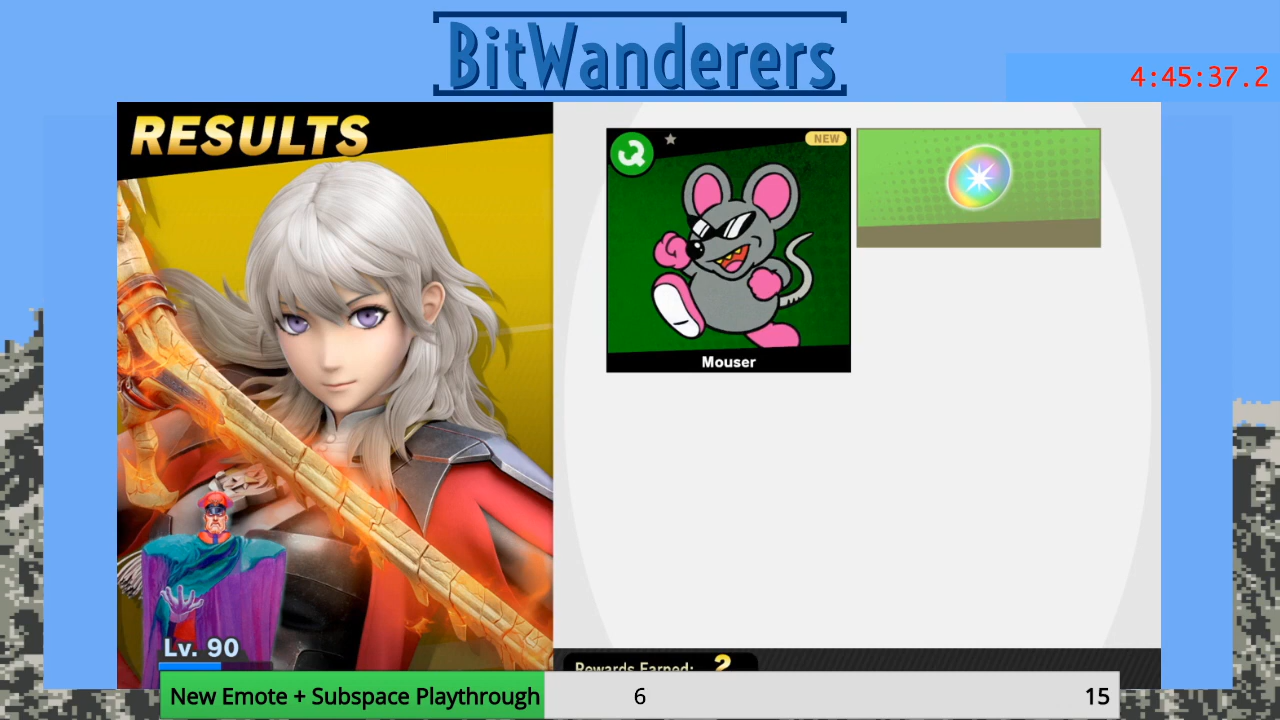 BitWanderers
4:45:37.2
RESULTS
NEW
Mouser
Lv. 90
Rewards Earned: 2
New Emote + Subspace Playthrough 6 15